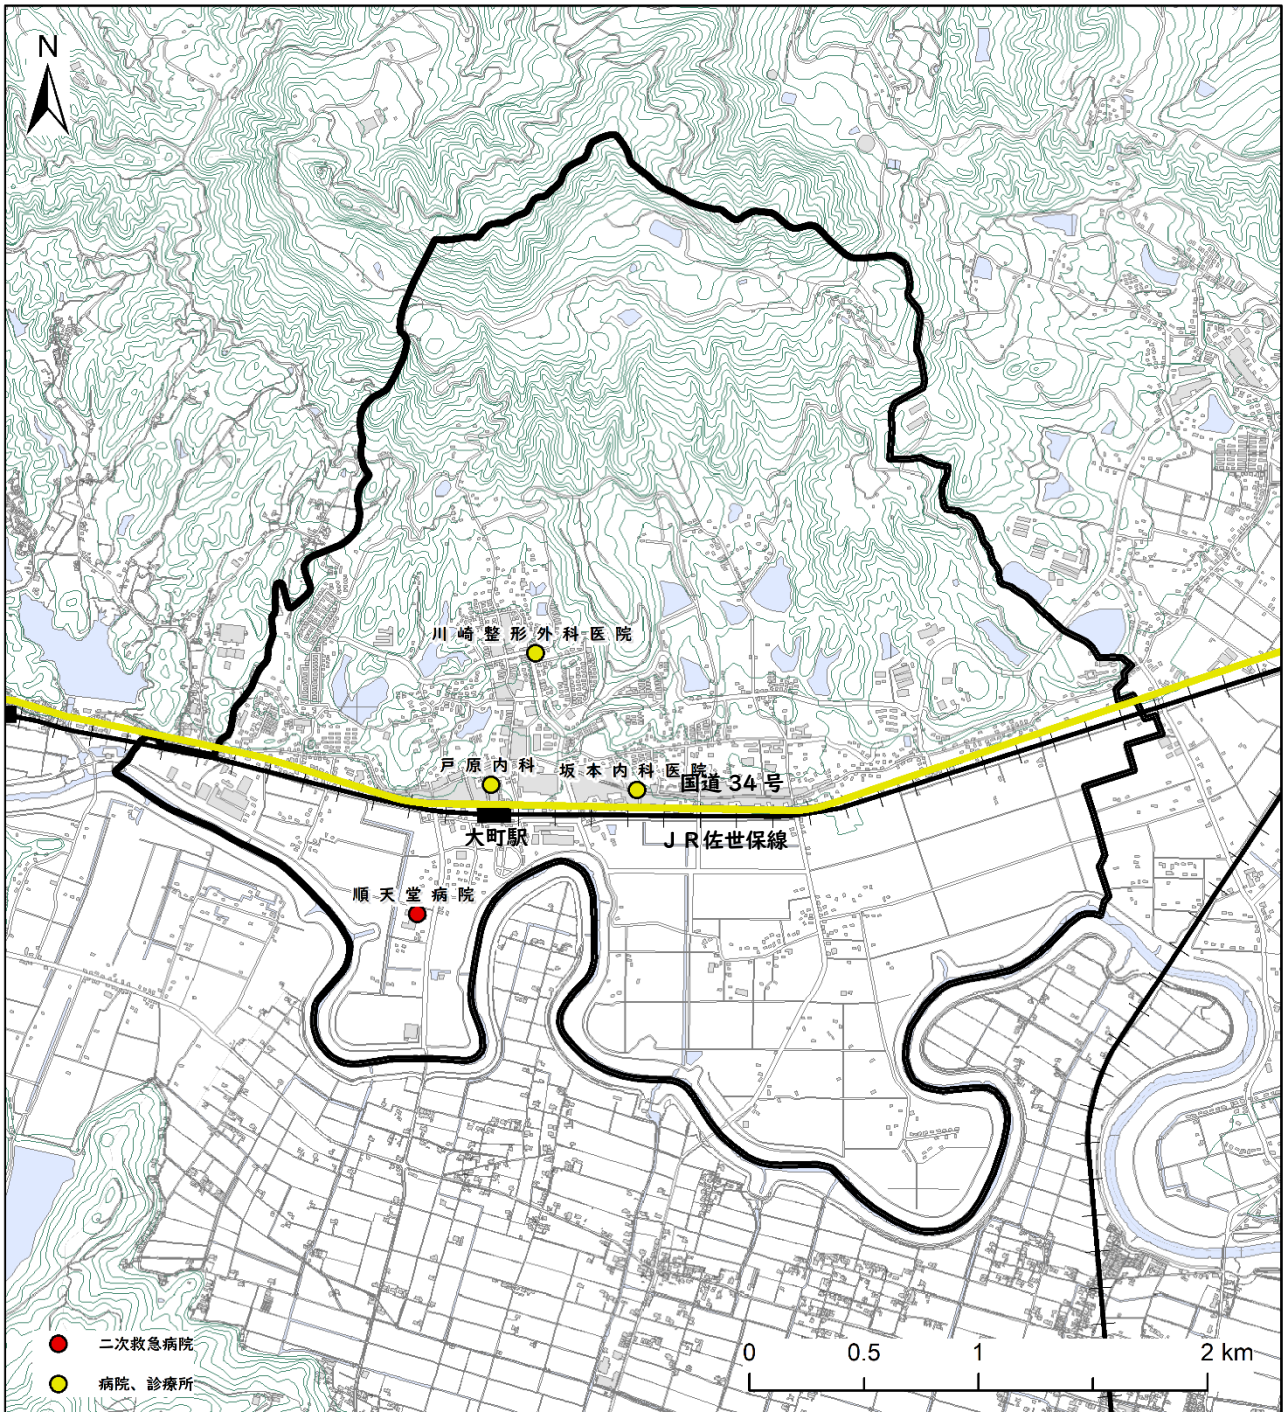 N
川崎整形外科医院
戸原内科
坂本内科医院
国道34号
大町駅
JR佐世保線
順天堂病院
二次救急病院
病院、診療所
0 0.5 1 2 km